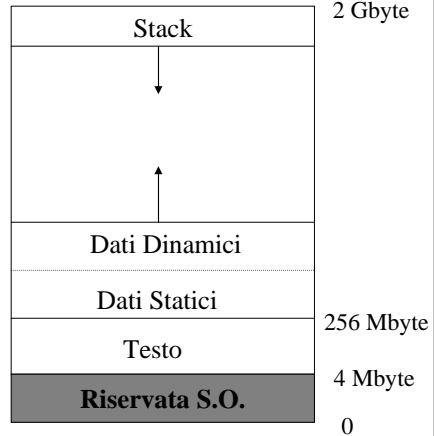 2 Gbyte
Stack
Dati Dinamici
Dati Statici
256 Mbyte
Testo
4 Mbyte
Riservata S.O.
0